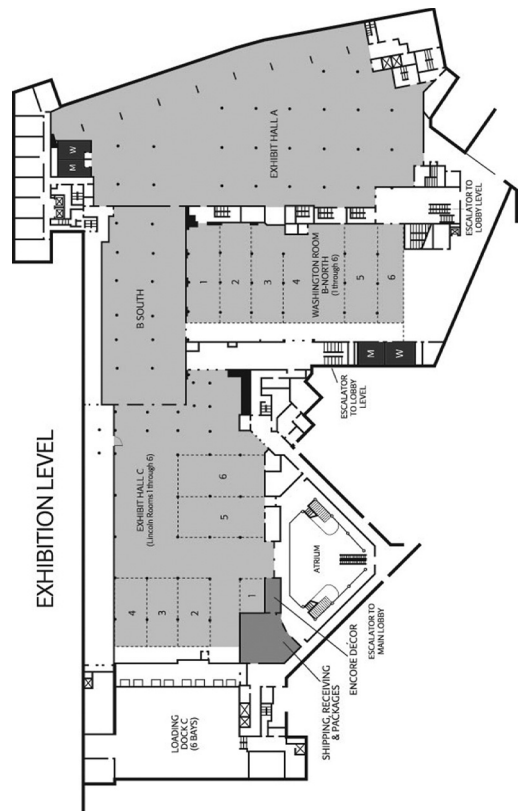 EXHIBITION LEVEL
EXHIBIT HALL A
M
W
B SOUTH
WASHINGTON ROOM
B-NORTH
(1 through 6)
1
2
3
4
5
6
ESCALATOR TO
LOBBY LEVEL
M
W
ESCALATOR
TO LOBBY
LEVEL
EXHIBIT HALL C
(Lincoln Rooms 1 through 6)
6
5
4
3
2
1
ATRIUM
ESCALATOR TO
MAIN LOBBY
ENCORE DECOR
SHIPPING, RECEIVING
& PACKAGES
LOADING
DOCK C
(6 BAYS)